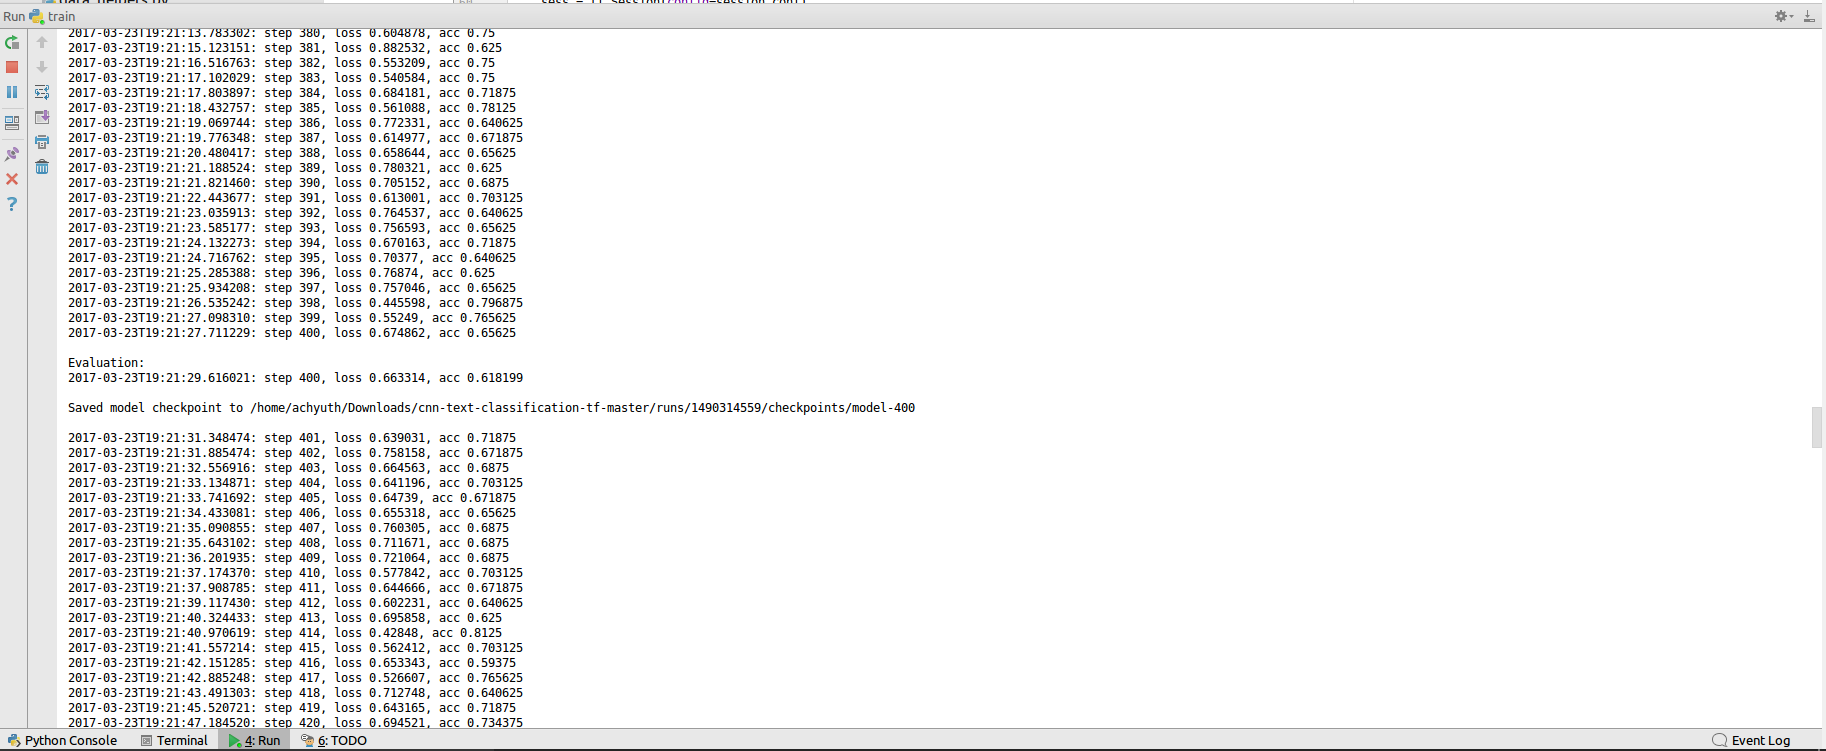 data_helpers.py
sess = tf.Session(config=session_conf)
Run train
2017-03-23T19:21:13.783302: step 380, loss 0.604878, acc 0.75
2017-03-23T19:21:15.123151: step 381, loss 0.882532, acc 0.625
2017-03-23T19:21:16.516763: step 382, loss 0.553209, acc 0.75
2017-03-23T19:21:17.102029: step 383, loss 0.540584, acc 0.75
2017-03-23T19:21:17.803897: step 384, loss 0.684181, acc 0.71875
2017-03-23T19:21:18.432757: step 385, loss 0.561088, acc 0.78125
2017-03-23T19:21:19.069744: step 386, loss 0.772331, acc 0.640625
2017-03-23T19:21:19.776348: step 387, loss 0.614977, acc 0.671875
2017-03-23T19:21:20.480417: step 388, loss 0.658644, acc 0.65625
2017-03-23T19:21:21.188524: step 389, loss 0.780321, acc 0.625
2017-03-23T19:21:21.821460: step 390, loss 0.705152, acc 0.6875
2017-03-23T19:21:22.443677: step 391, loss 0.613001, acc 0.703125
2017-03-23T19:21:23.035913: step 392, loss 0.764537, acc 0.640625
2017-03-23T19:21:23.585177: step 393, loss 0.756593, acc 0.65625
2017-03-23T19:21:24.132273: step 394, loss 0.670163, acc 0.71875
2017-03-23T19:21:24.716762: step 395, loss 0.70377, acc 0.640625
2017-03-23T19:21:25.285388: step 396, loss 0.76874, acc 0.625
2017-03-23T19:21:25.934208: step 397, loss 0.757046, acc 0.65625
2017-03-23T19:21:26.535242: step 398, loss 0.445598, acc 0.796875
2017-03-23T19:21:27.098310: step 399, loss 0.55249, acc 0.765625
2017-03-23T19:21:27.711229: step 400, loss 0.674862, acc 0.65625
Evaluation:
2017-03-23T19:21:29.616021: step 400, loss 0.663314, acc 0.618199
Saved model checkpoint to /home/achyuth/Downloads/cnn-text-classification-tf-master/runs/1490314559/checkpoints/model-400
2017-03-23T19:21:31.348474: step 401, loss 0.639031, acc 0.71875
2017-03-23T19:21:31.885474: step 402, loss 0.758158, acc 0.671875
2017-03-23T19:21:32.556916: step 403, loss 0.664563, acc 0.6875
2017-03-23T19:21:33.134871: step 404, loss 0.641196, acc 0.703125
2017-03-23T19:21:33.741692: step 405, loss 0.64739, acc 0.671875
2017-03-23T19:21:34.433081: step 406, loss 0.655318, acc 0.65625
2017-03-23T19:21:35.090855: step 407, loss 0.760305, acc 0.6875
2017-03-23T19:21:35.643102: step 408, loss 0.711671, acc 0.6875
2017-03-23T19:21:36.201935: step 409, loss 0.721064, acc 0.6875
2017-03-23T19:21:37.174370: step 410, loss 0.577842, acc 0.703125
2017-03-23T19:21:37.908785: step 411, loss 0.644666, acc 0.671875
2017-03-23T19:21:39.117430: step 412, loss 0.602231, acc 0.640625
2017-03-23T19:21:40.324433: step 413, loss 0.695858, acc 0.625
2017-03-23T19:21:40.970619: step 414, loss 0.42848, acc 0.8125
2017-03-23T19:21:41.557214: step 415, loss 0.562412, acc 0.703125
2017-03-23T19:21:42.151285: step 416, loss 0.653343, acc 0.59375
2017-03-23T19:21:42.885248: step 417, loss 0.526607, acc 0.765625
2017-03-23T19:21:43.491303: step 418, loss 0.712748, acc 0.640625
2017-03-23T19:21:45.520721: step 419, loss 0.643165, acc 0.71875
2017-03-23T19:21:47.184520: step 420, loss 0.694521, acc 0.734375
Python Console Terminal 4: Run 6: TODO Event Log